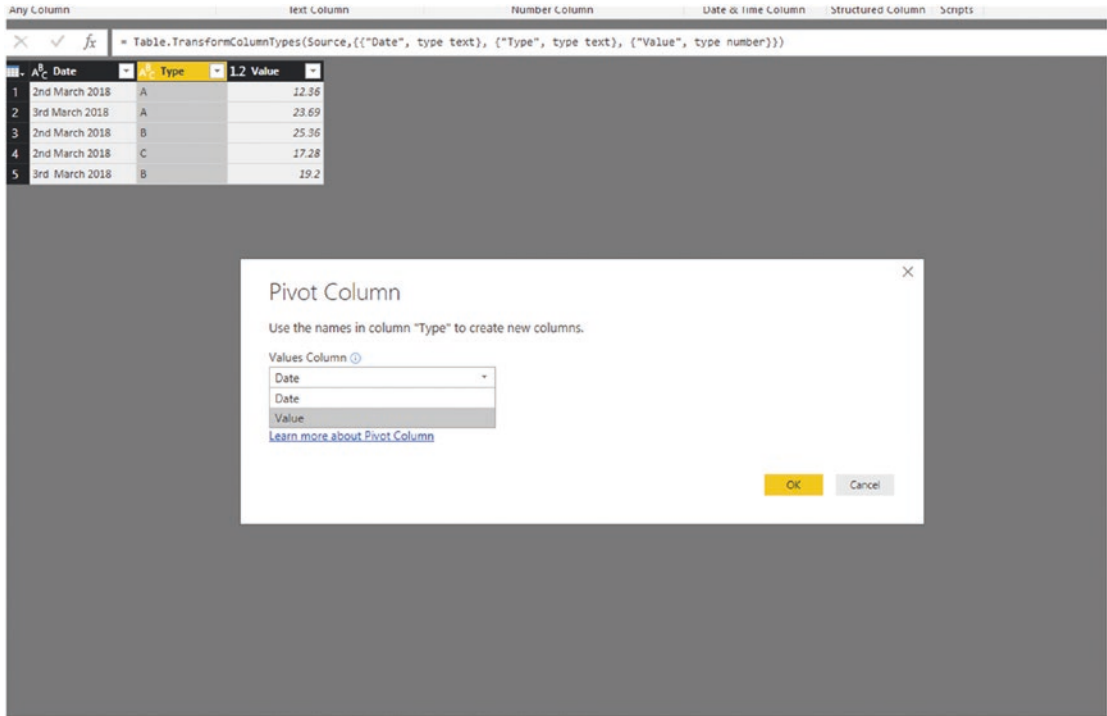 Any Column Text Column Number Column Date & Time Column Structured Column Scripts
fx = Table.TransformColumnTypes(Source,{{"Date", type text}, {"Type", type text}, {"Value", type number}})
ABC Date ABC Type 1.2 Value
1 2nd March 2018 A 12.36
2 3rd March 2018 A 23.69
3 2nd March 2018 B 25.36
4 2nd March 2018 C 17.28
5 3rd March 2018 B 19.2
Pivot Column
Use the names in column "Type" to create new columns.
Values Column
Date
Date
Value
Learn more about Pivot Column
OK Cancel